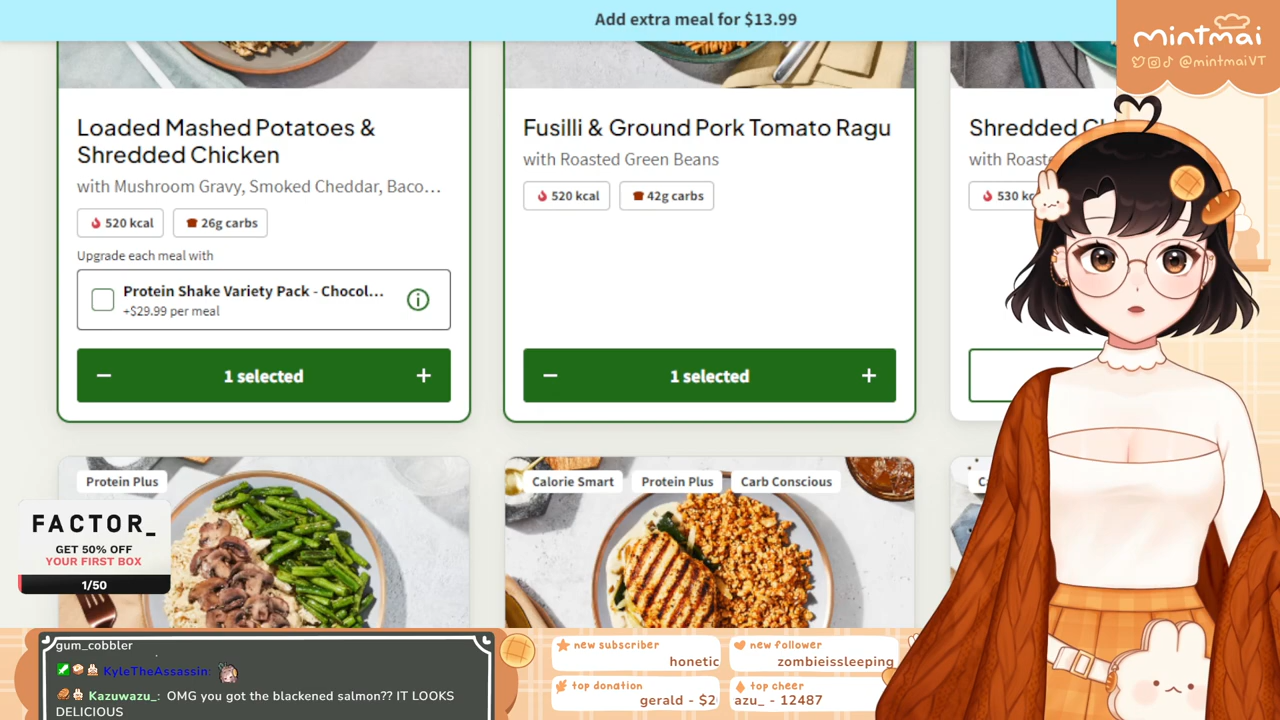 Add extra meal for $13.99
mintmai
@mintmaiVT
Loaded Mashed Potatoes &
Shredded Chicken
with Mushroom Gravy, Smoked Cheddar, Baco...
520 kcal
26g carbs
Upgrade each meal with
Protein Shake Variety Pack - Chocol...
+$29.99 per meal
− 1 selected +
Fusilli & Ground Pork Tomato Ragu
with Roasted Green Beans
520 kcal
42g carbs
− 1 selected +
Shredded
with
530
Protein Plus
Calorie Smart
Protein Plus
Carb Conscious
FACTOR_
GET 50% OFF
YOUR FIRST BOX
1/50
gum_cobbler
KyleTheAssassin:
Kazuwazu_: OMG you got the blackened salmon?? IT LOOKS
DELICIOUS
new subscriber
honetic
new follower
zombieissleeping
top donation
gerald - $2
top cheer
azu_ - 12487